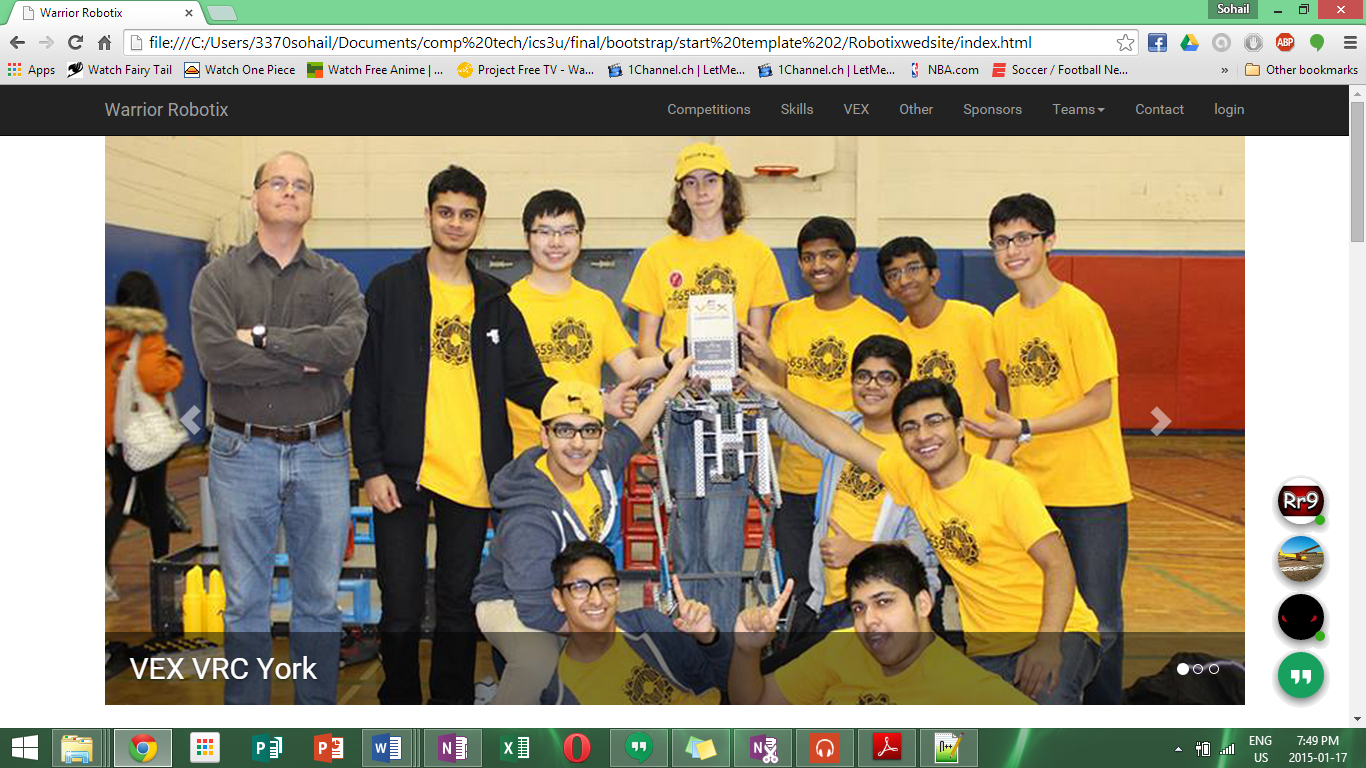 Warrior Robotix
Sohail
file:///C:/Users/3370sohail/Documents/comp%20tech/ics3u/final/bootstrap/start%20template%202/Robotixwedsite/index.html
ABP
Apps Watch Fairy Tail Watch One Piece Watch Free Anime | ... Project Free TV - Wa... 1Channel.ch | LetMe... 1Channel.ch | LetMe... NBA.com Soccer / Football Ne... » Other bookmarks
Warrior Robotix Competitions Skills VEX Other Sponsors Teams Contact login
VEX
Rr9
VEX VRC York
ENG 7:49 PM
US 2015-01-17